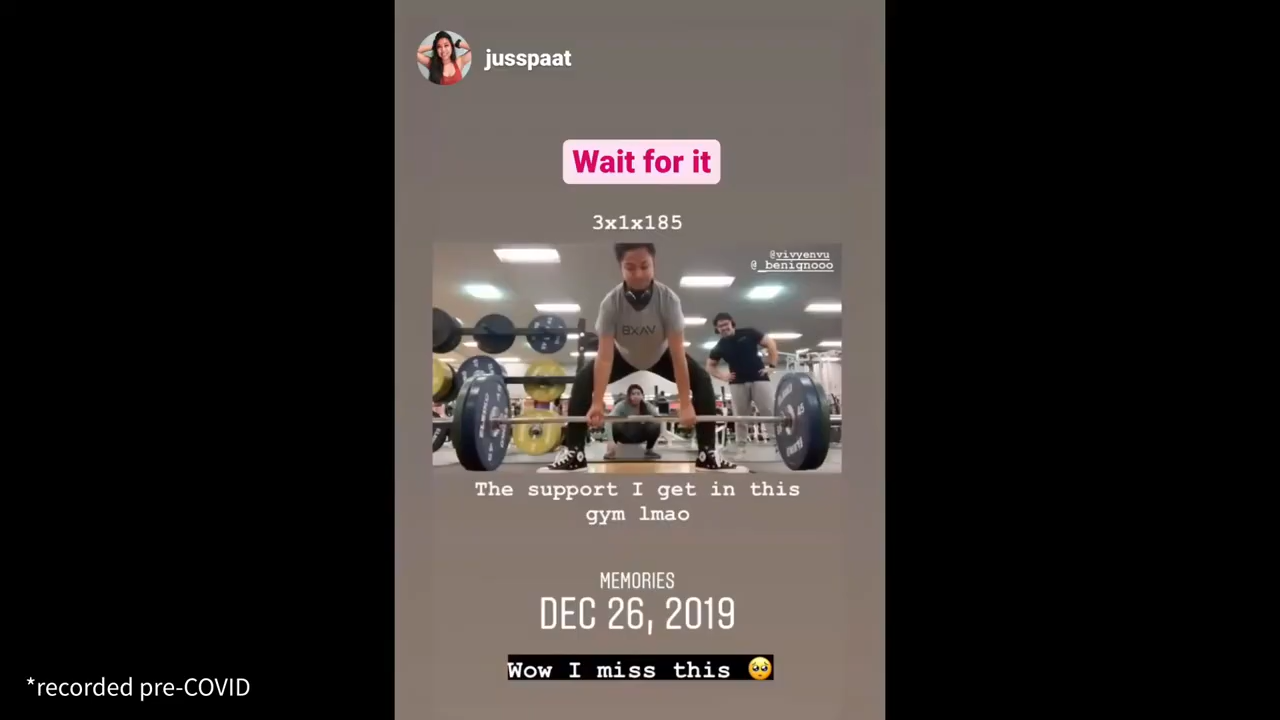 jusspaat
Wait for it
3x1x185
@vivyenvu
@_benignooo
BXAV
45
The support I get in this
gym lmao
MEMORIES
DEC 26, 2019
Wow I miss this 🥺
*recorded pre-COVID